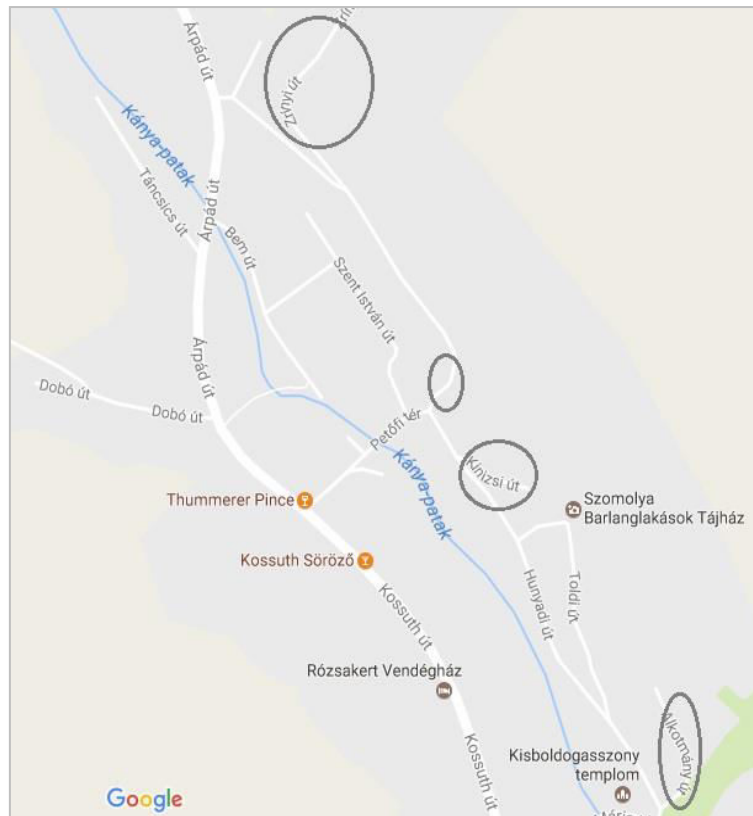 Árpád út
Zrínyi út
Kánya-patak
Táncsics út
Árpád út
Bem út
Szent István út
Árpád út
Dobó út
Dobó út
Petőfi tér
Kánya-patak
Kinizsi út
Thummerer Pince
Szomolya
Barlanglakások Tájház
Kossuth Söröző
Kossuth út
Hunyadi út
Toldi út
Rózsakert Vendégház
Alkotmány út
Kossuth út
Kisboldogasszony
templom
Google